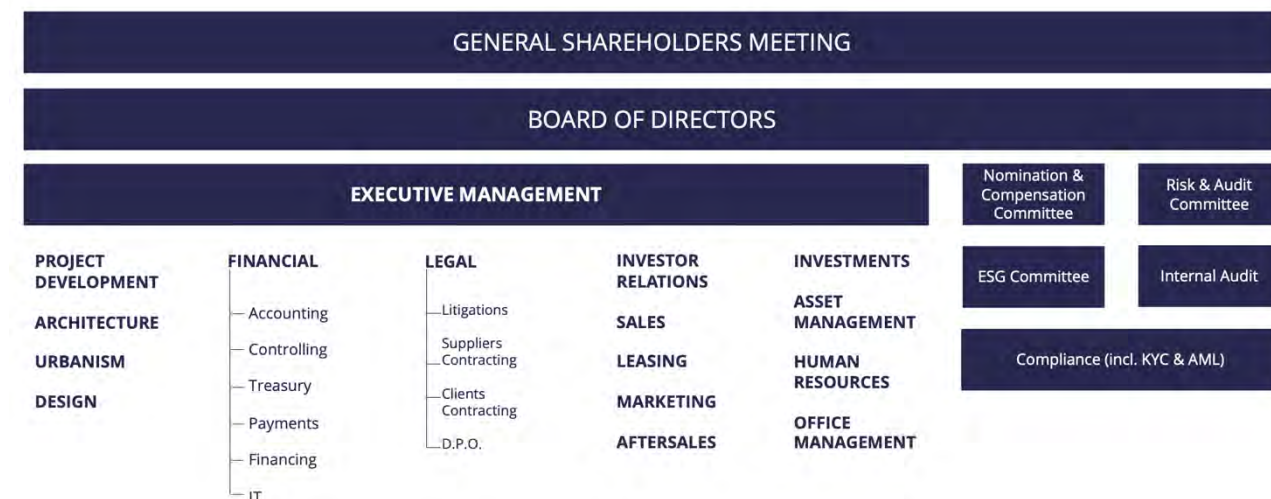 GENERAL SHAREHOLDERS MEETING
BOARD OF DIRECTORS
EXECUTIVE MANAGEMENT
Nomination &
Compensation
Committee
Risk & Audit
Committee
ESG Committee
Internal Audit
Compliance (incl. KYC & AML)
PROJECT
DEVELOPMENT
ARCHITECTURE
URBANISM
DESIGN
FINANCIAL
Accounting
Controlling
Treasury
Payments
Financing
IT
LEGAL
Litigations
Suppliers
Contracting
Clients
Contracting
D.P.O.
INVESTOR
RELATIONS
SALES
LEASING
MARKETING
AFTERSALES
INVESTMENTS
ASSET
MANAGEMENT
HUMAN
RESOURCES
OFFICE
MANAGEMENT